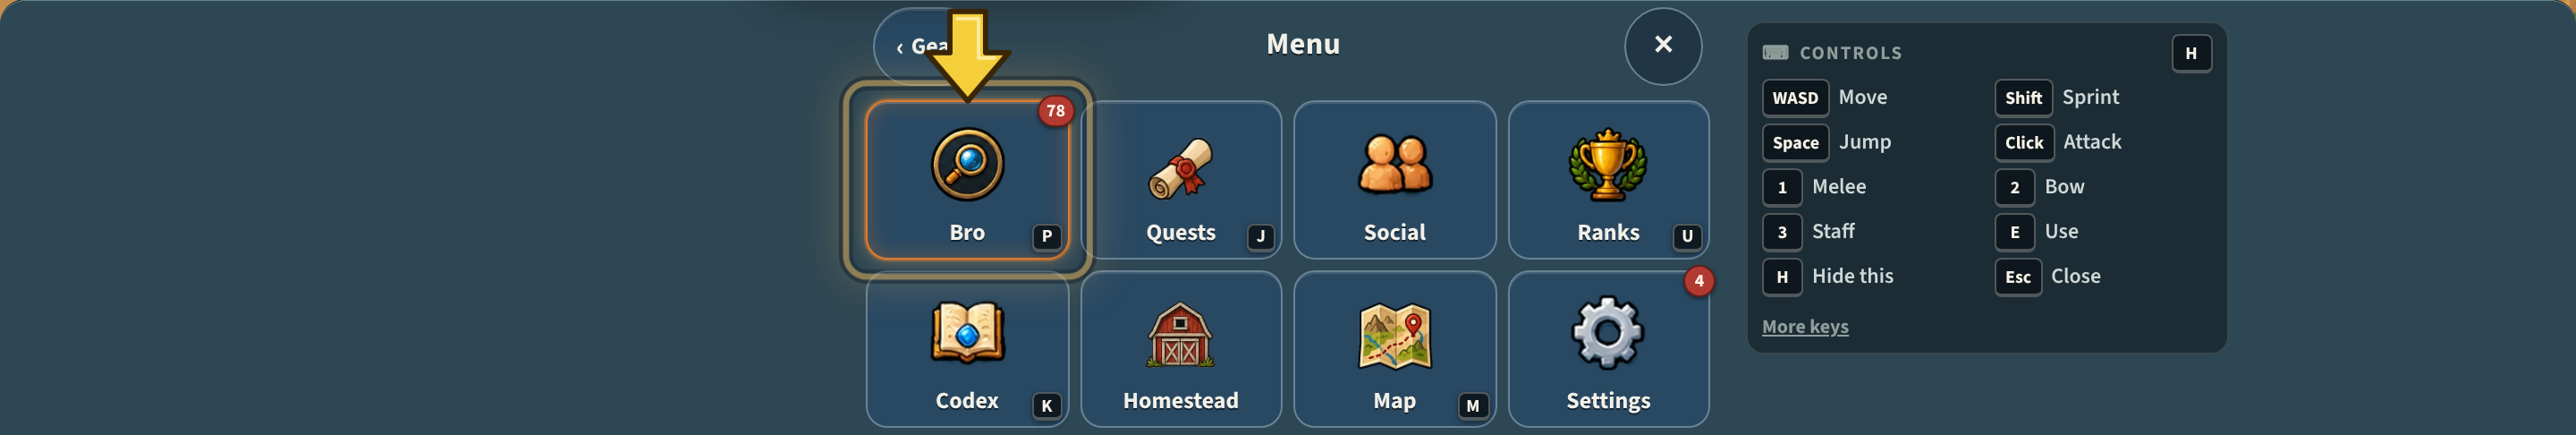 ‹ Gea
Menu
✕
78
Bro P
Quests J
Social
Ranks U
Codex K
Homestead
Map M
4
Settings
CONTROLS H
WASD Move
Shift Sprint
Space Jump
Click Attack
1 Melee
2 Bow
3 Staff
E Use
H Hide this
Esc Close
More keys